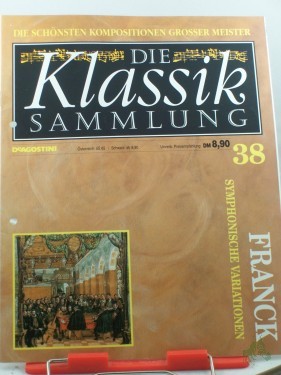 DIE SCHÖNSTEN KOMPOSITIONEN GROSSER MEISTER
DIE
Klassik
SAMMLUNG
DEAGOSTINI
DM 8,90
38
FRANCK
SYMPHONISCHE VARIATIONEN